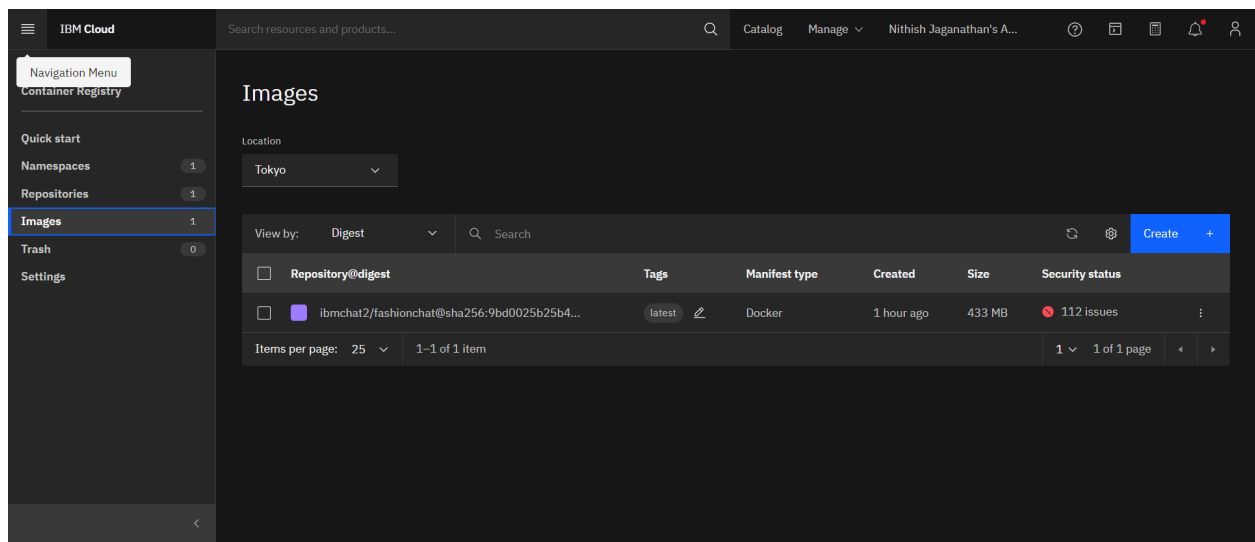 IBM Cloud
Search resources and products...
Catalog
Manage
Nithish Jaganathan's A...
Navigation Menu
Container Registry
Quick start
Namespaces 1
Repositories 1
Images 1
Trash 0
Settings
Images
Location
Tokyo
View by: Digest
Search
Create +
Repository@digest Tags Manifest type Created Size Security status
ibmchat2/fashionchat@sha256:9bd0025b25b4... latest Docker 1 hour ago 433 MB 112 issues
Items per page: 25 1–1 of 1 item 1 1 of 1 page